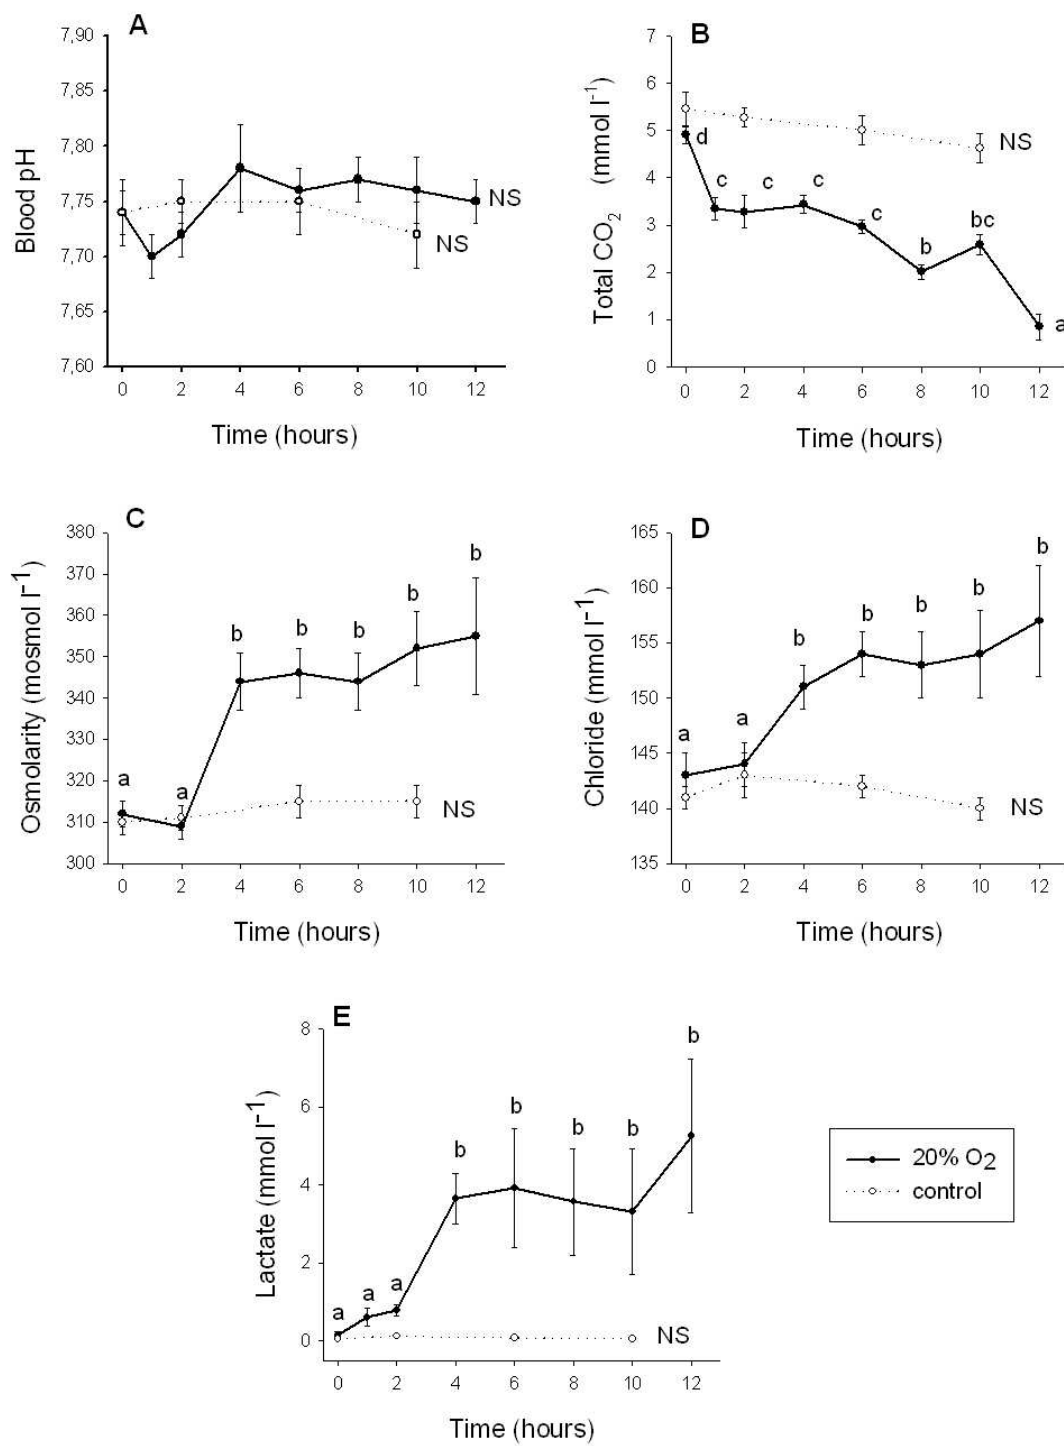 A
7,90
7,85
7,80
7,75
7,70
7,65
7,60
Blood pH
NS
NS
0 2 4 6 8 10 12
Time (hours)
B
7
6
5
4
3
2
1
0
Total CO2 (mmol l-1)
d
c
c
c
c
b
bc
a
NS
0 2 4 6 8 10 12
Time (hours)
C
380
370
360
350
340
330
320
310
300
Osmolarity (mosmol l-1)
a
a
b
b
b
b
b
NS
0 2 4 6 8 10 12
Time (hours)
D
165
160
155
150
145
140
135
Chloride (mmol l-1)
a
a
b
b
b
b
b
NS
0 2 4 6 8 10 12
Time (hours)
E
8
6
4
2
0
Lactate (mmol l-1)
a
a
a
b
b
b
b
b
NS
0 2 4 6 8 10 12
Time (hours)
20% O2
control